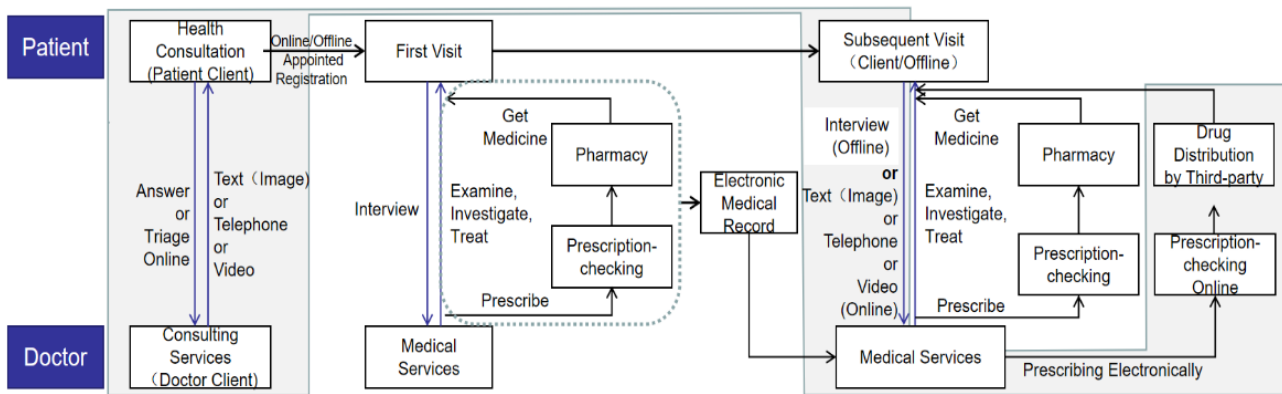 Patient
Health
Consultation
(Patient Client)
Online/Offline
Appointed
Registration
First Visit
Subsequent Visit
（Client/Offline）
Answer
or
Triage
Online
Text（Image)
or
Telephone
or
Video
Interview
Get
Medicine
Pharmacy
Examine,
Investigate,
Treat
Prescription-
checking
Prescribe
Electronic
Medical
Record
Interview
(Offline)
or
Text（Image)
or
Telephone
or
Video
(Online)
Get
Medicine
Pharmacy
Examine,
Investigate,
Treat
Prescription-
checking
Prescribe
Drug
Distribution
by Third-party
Prescription-
checking
Online
Doctor
Consulting
Services
（Doctor Client)
Medical
Services
Medical Services
Prescribing Electronically